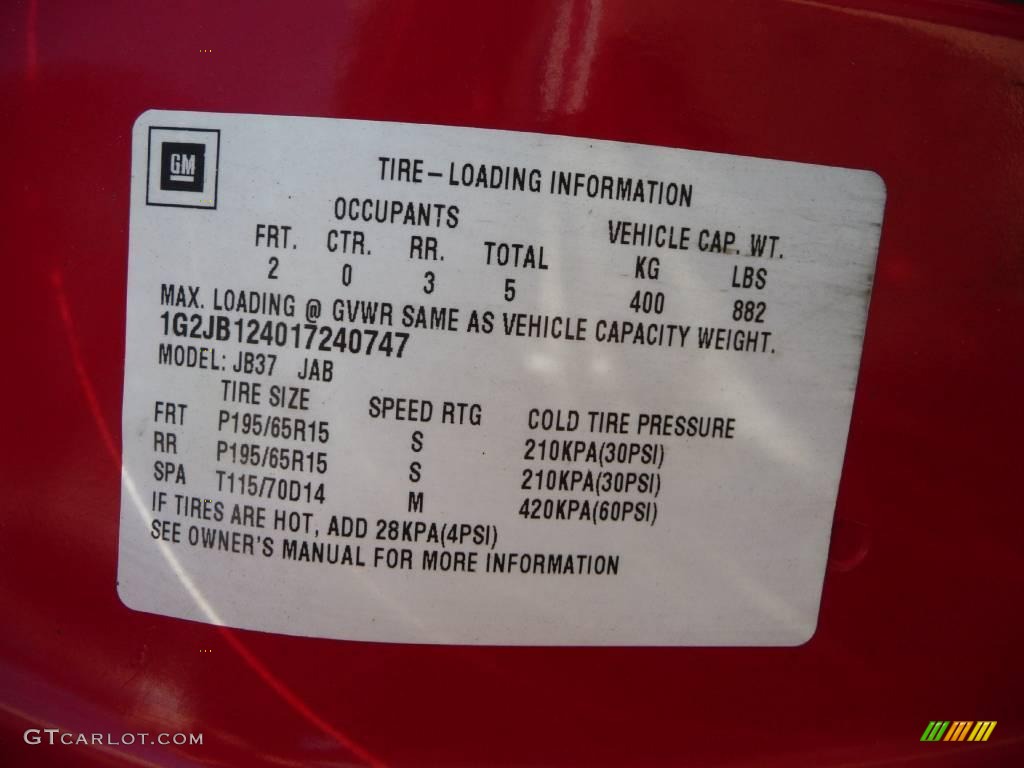 GM
TIRE-LOADING INFORMATION
OCCUPANTS VEHICLE CAP. WT.
FRT. CTR. RR. TOTAL KG LBS
2 0 3 5 400 882
MAX. LOADING @ GVWR SAME AS VEHICLE CAPACITY WEIGHT.
1G2JB124017240747
MODEL: JB37 JAB
TIRE SIZE SPEED RTG COLD TIRE PRESSURE
FRT P195/65R15 S 210KPA(30PSI)
RR P195/65R15 S 210KPA(30PSI)
SPA T115/70D14 M 420KPA(60PSI)
IF TIRES ARE HOT, ADD 28KPA(4PSI)
SEE OWNER'S MANUAL FOR MORE INFORMATION
GTCARLOT.COM